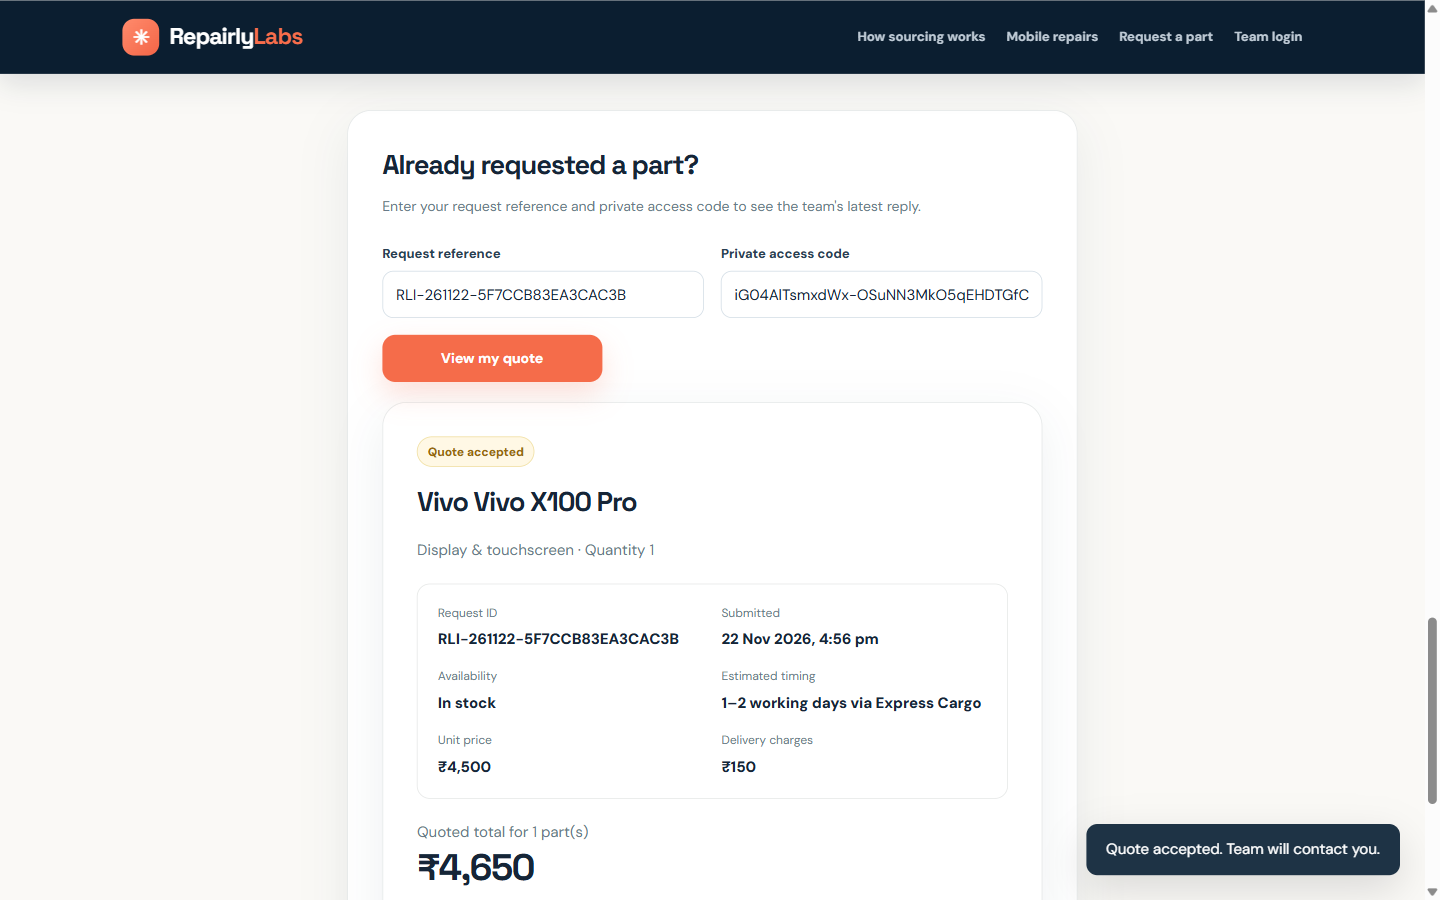 RepairlyLabs
How sourcing works
Mobile repairs
Request a part
Team login
Already requested a part?
Enter your request reference and private access code to see the team's latest reply.
Request reference
Private access code
RLI-261122-5F7CCB83EA3CAC3B
iG04AlTsmxdWx-OSuNN3MkO5qEHDTGfC
View my quote
Quote accepted
Vivo Vivo X100 Pro
Display & touchscreen · Quantity 1
Request ID
Submitted
RLI-261122-5F7CCB83EA3CAC3B
22 Nov 2026, 4:56 pm
Availability
Estimated timing
In stock
1–2 working days via Express Cargo
Unit price
Delivery charges
₹4,500
₹150
Quoted total for 1 part(s)
₹4,650
Quote accepted. Team will contact you.